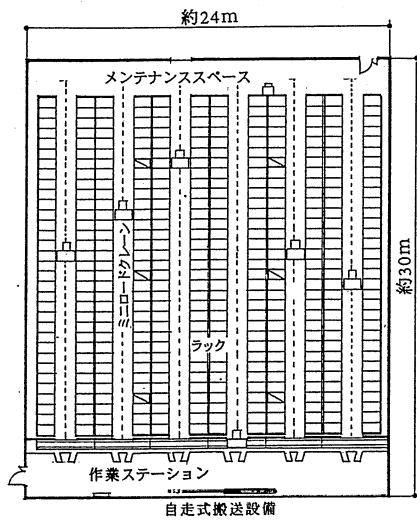 約24m
メンテナンススペース
ミニロードクレーン
ラック
約30m
作業ステーション
自走式搬送設備